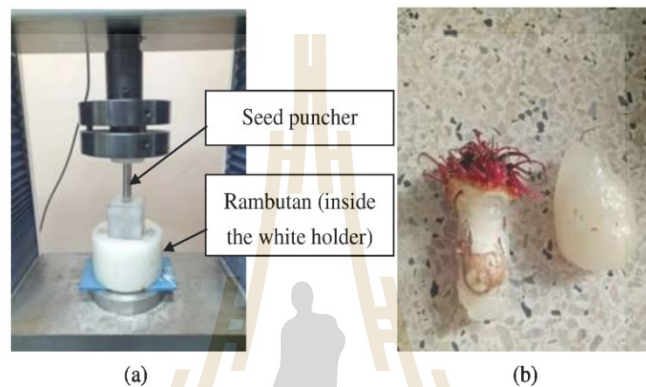 Seed puncher
Rambutan (inside
the white holder)
(a)
(b)